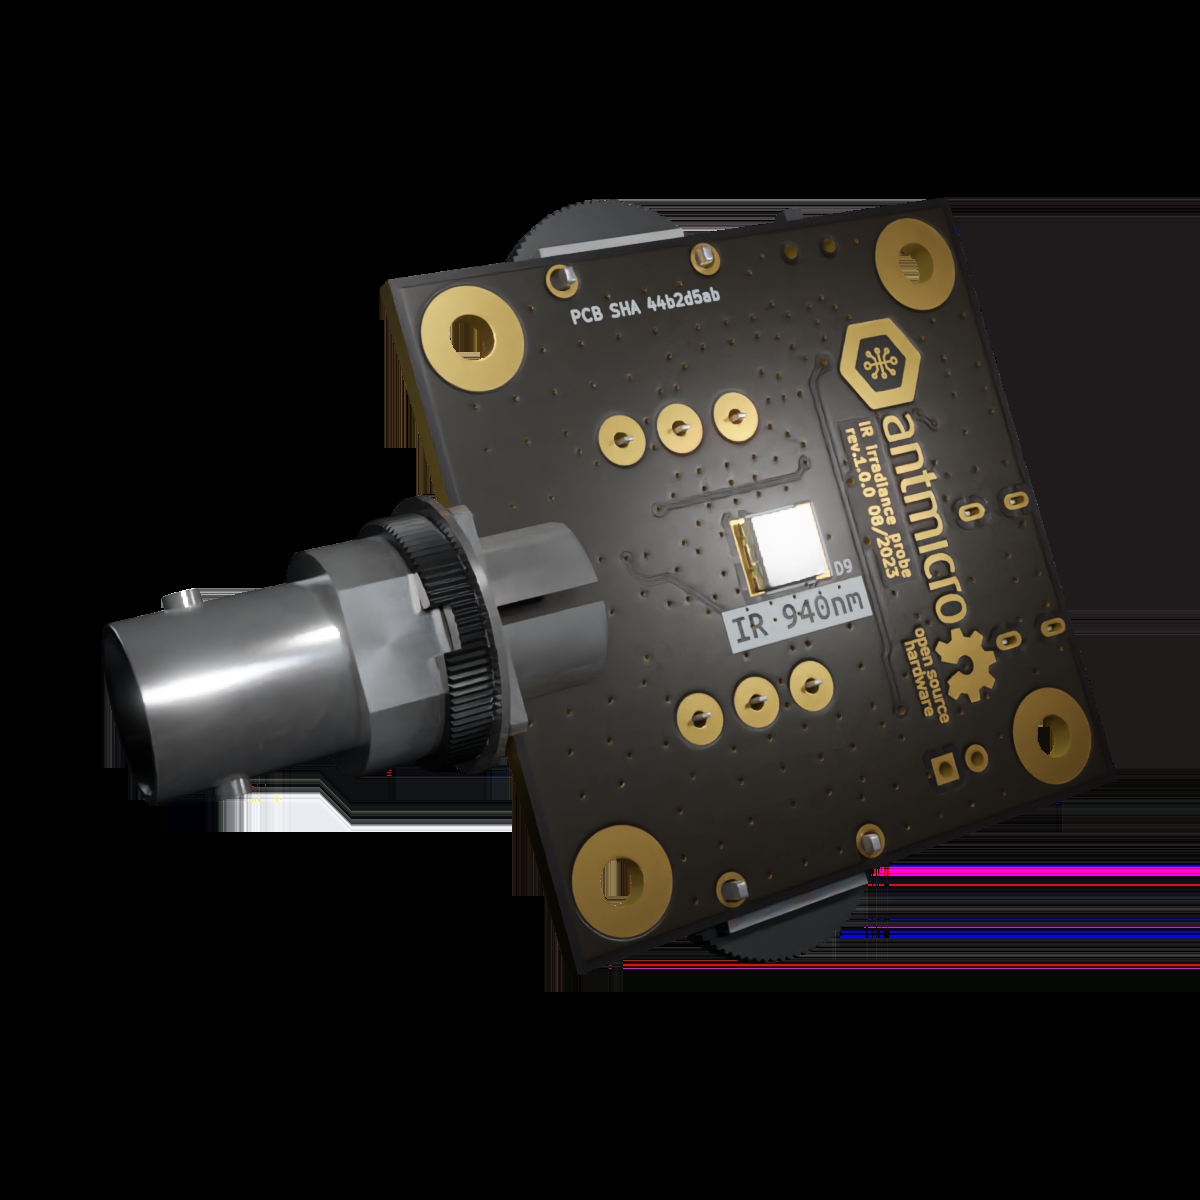 PCB SHA 44b2d5ab
antmicro
IR irradiance probe
rev.1.0.0 08/2023
D9
IR 940nm
open source
hardware